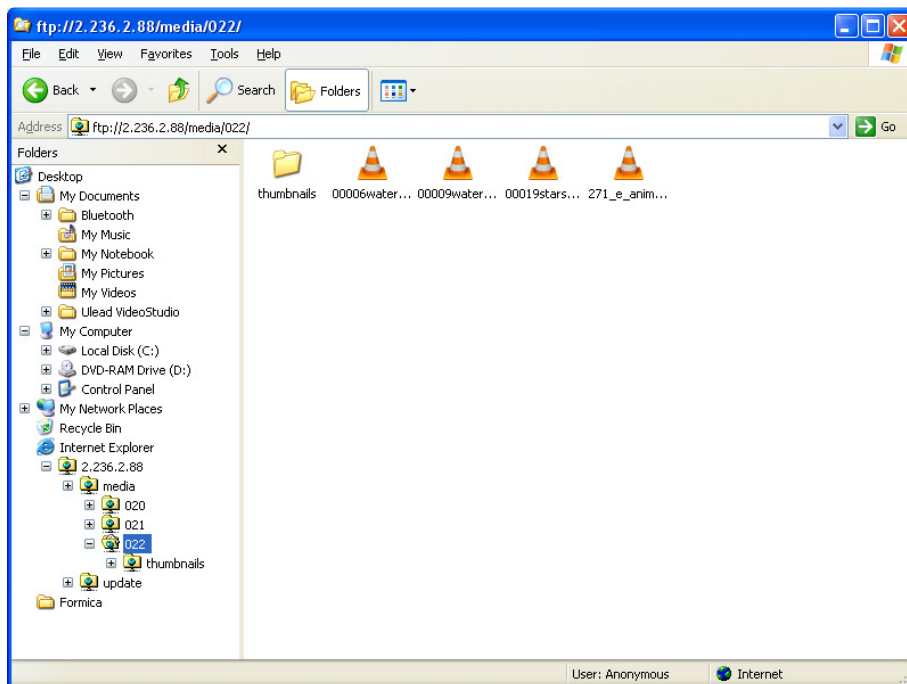 ftp://2.236.2.88/media/022/
File Edit View Favorites Tools Help
Back Search Folders
Address ftp://2.236.2.88/media/022/ Go
Folders
Desktop
My Documents
Bluetooth
My Music
My Notebook
My Pictures
My Videos
Ulead VideoStudio
My Computer
Local Disk (C:)
DVD-RAM Drive (D:)
Control Panel
My Network Places
Recycle Bin
Internet Explorer
2.236.2.88
media
020
021
022
thumbnails
update
Formica
thumbnails 00006water... 00009water... 00019stars... 271_e_anim...
User: Anonymous Internet